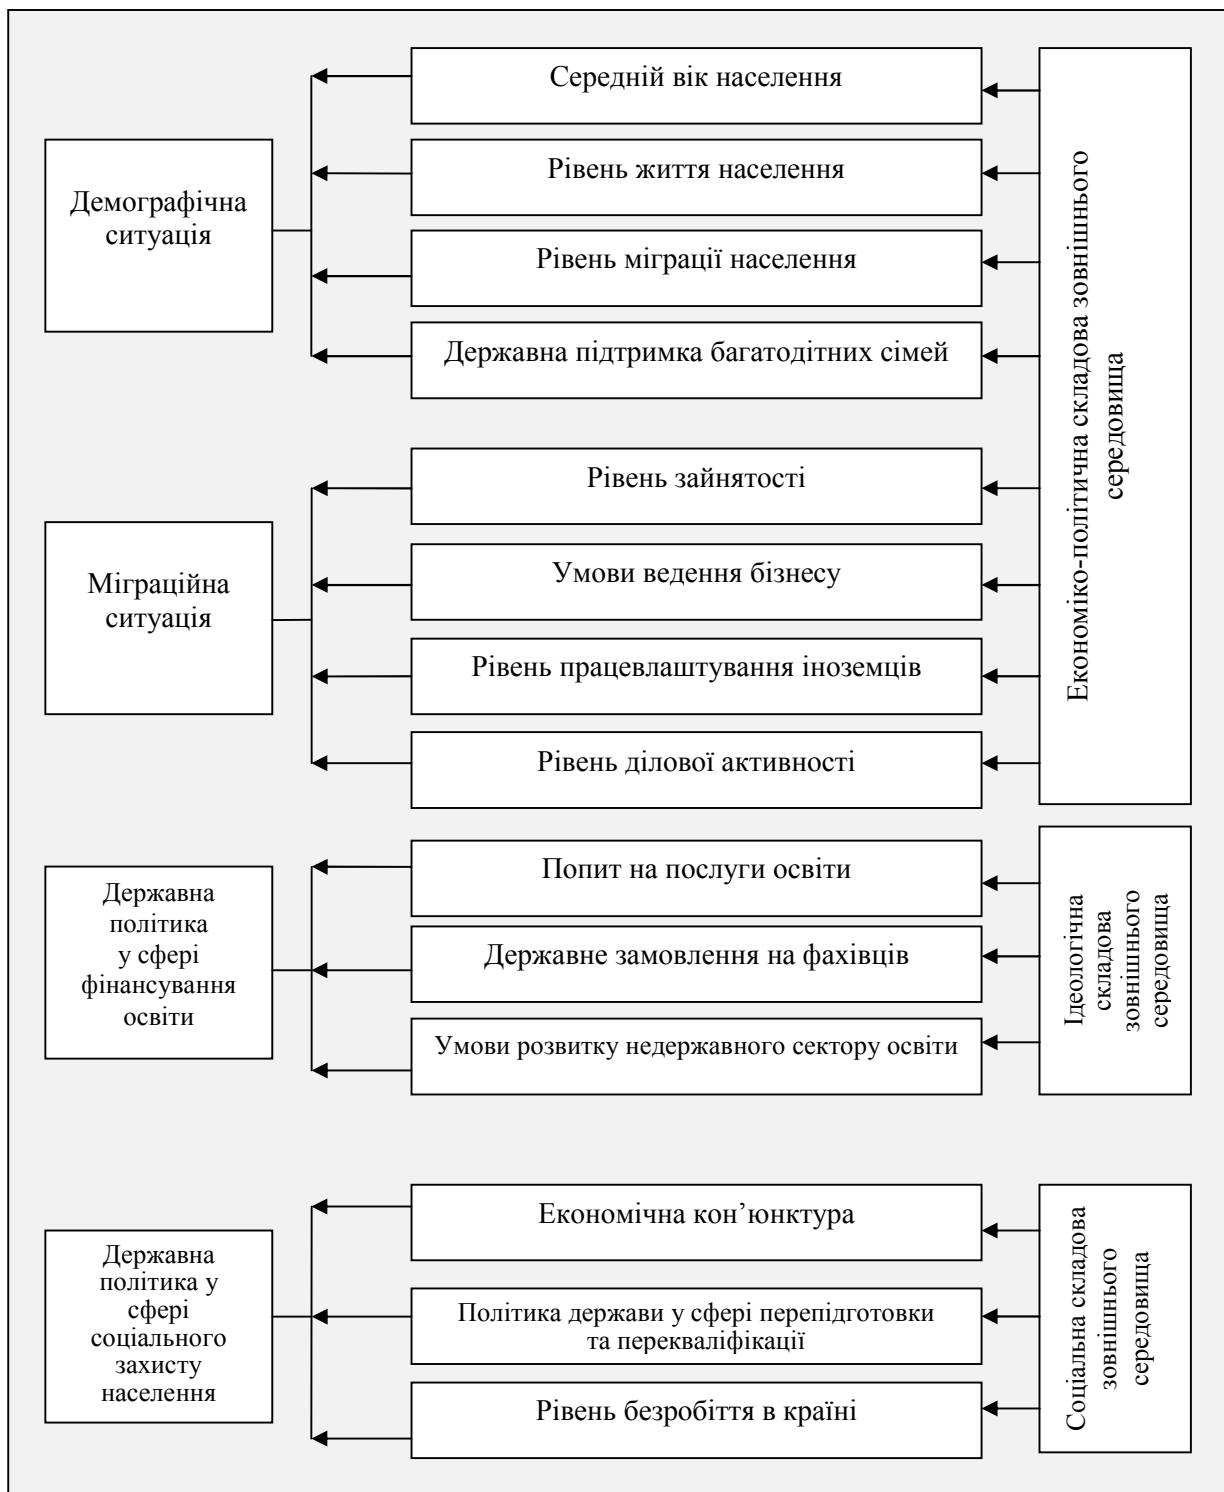 Демографічна
ситуація
Середній вік населення
Рівень життя населення
Рівень міграції населення
Державна підтримка багатодітних сімей
Міграційна
ситуація
Рівень зайнятості
Умови ведення бізнесу
Рівень працевлаштування іноземців
Рівень ділової активності
Економіко-політична складова зовнішнього
середовища
Державна
політика
у сфері
фінансування
освіти
Попит на послуги освіти
Державне замовлення на фахівців
Умови розвитку недержавного сектору освіти
Ідеологічна
складова
зовнішнього
середовища
Державна
політика у
сфері
соціального
захисту
населення
Економічна кон’юнктура
Політика держави у сфері перепідготовки
та перекваліфікації
Рівень безробіття в країні
Соціальна складова
зовнішнього
середовища